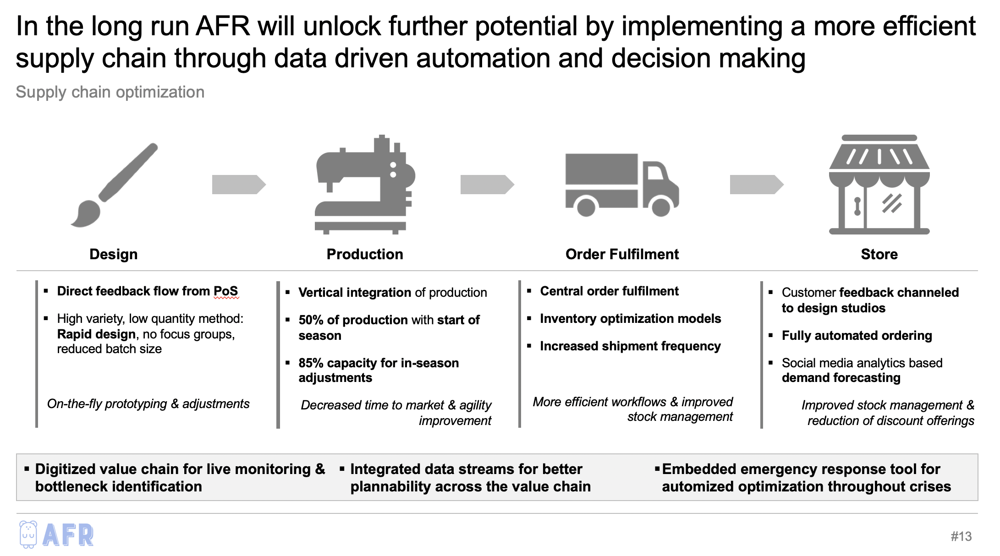 In the long run AFR will unlock further potential by implementing a more efficient
supply chain through data driven automation and decision making
Supply chain optimization
Design
Production
Order Fulfilment
Store
▪ Direct feedback flow from PoS
▪ High variety, low quantity method:
Rapid design, no focus groups,
reduced batch size
On-the-fly prototyping & adjustments
▪ Vertical integration of production
▪ 50% of production with start of
season
▪ 85% capacity for in-season
adjustments
Decreased time to market & agility
improvement
▪ Central order fulfilment
▪ Inventory optimization models
▪ Increased shipment frequency
More efficient workflows & improved
stock management
▪ Customer feedback channeled
to design studios
▪ Fully automated ordering
▪ Social media analytics based
demand forecasting
Improved stock management &
reduction of discount offerings
▪ Digitized value chain for live monitoring &
bottleneck identification
▪ Integrated data streams for better
plannability across the value chain
▪ Embedded emergency response tool for
automized optimization throughout crises
AFR
#13